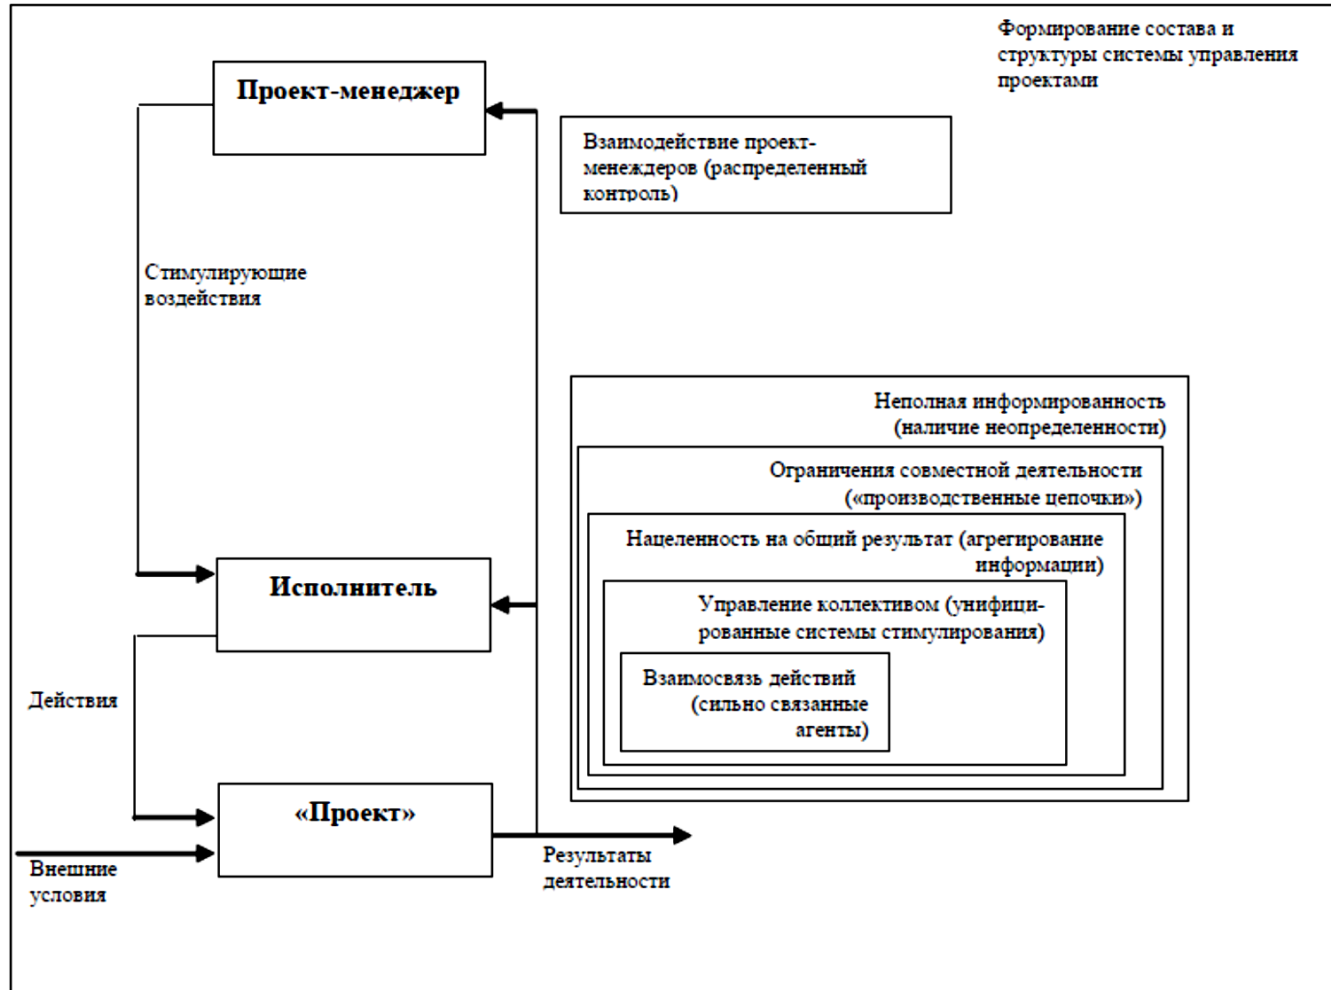 Формирование состава и
структуры системы управления
проектами
Проект-менеджер
Взаимодействие проект-
менеждеров (распределенный
контроль)
Стимулирующие
воздействия
Неполная информированность
(наличие неопределенности)
Ограничения совместной деятельности
(«производственные цепочки»)
Нацеленность на общий результат (агрегирование
информации)
Исполнитель
Управление коллективом (унифици-
рованные системы стимулирования)
Взаимосвязь действий
(сильно связанные
агенты)
Действия
«Проект»
Внешние
условия
Результаты
деятельности